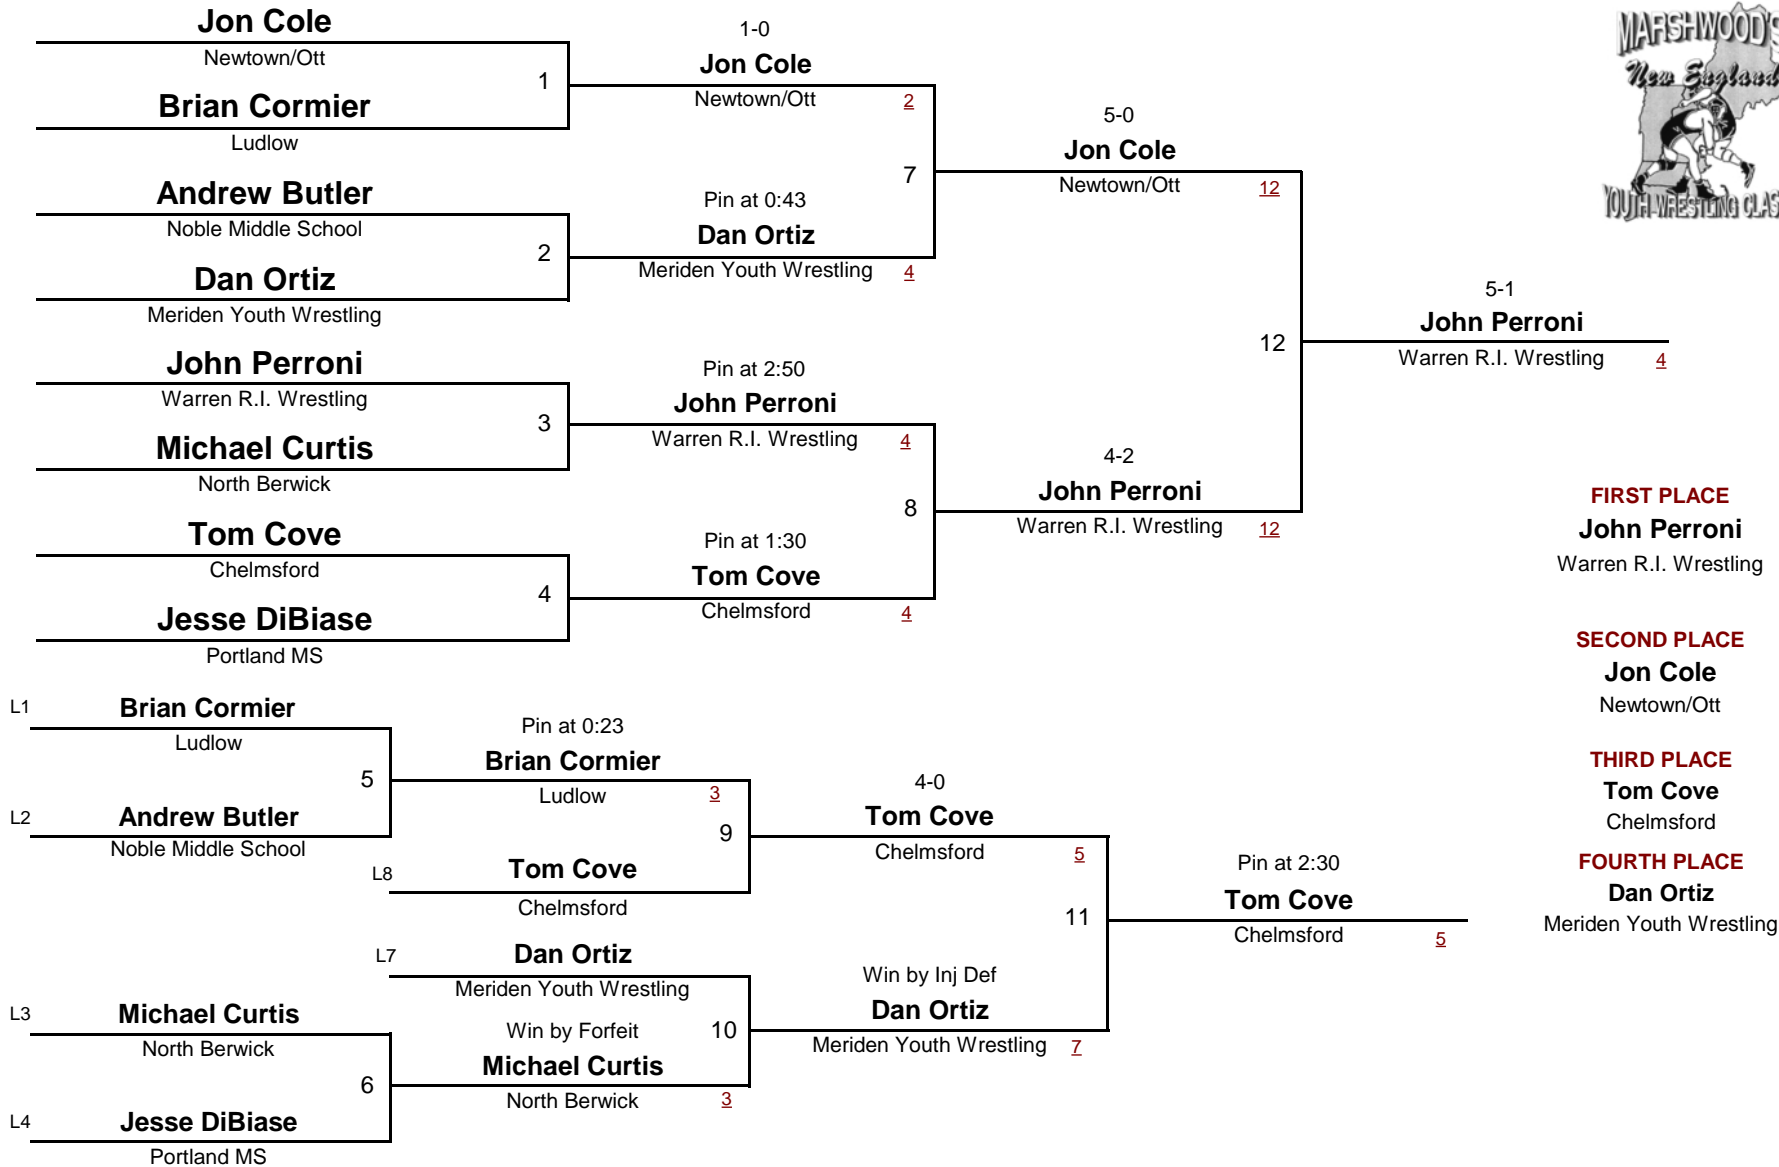 Jon Cole
Newtown/Ott
1
Brian Cormier
Ludlow
Andrew Butler
Noble Middle School
2
Dan Ortiz
Meriden Youth Wrestling
John Perroni
Warren R.I. Wrestling
3
Michael Curtis
North Berwick
Tom Cove
Chelmsford
4
Jesse DiBiase
Portland MS
1-0
Jon Cole
Newtown/Ott 2
7
Pin at 0:43
Dan Ortiz
Meriden Youth Wrestling 4
Pin at 2:50
John Perroni
Warren R.I. Wrestling 4
8
Pin at 1:30
Tom Cove
Chelmsford 4
5-0
Jon Cole
Newtown/Ott 12
12
4-2
John Perroni
Warren R.I. Wrestling 12
5-1
John Perroni
Warren R.I. Wrestling 4
MARSHWOOD'S
New England
YOUTH WRESTLING CLAS
FIRST PLACE
John Perroni
Warren R.I. Wrestling
SECOND PLACE
Jon Cole
Newtown/Ott
THIRD PLACE
Tom Cove
Chelmsford
FOURTH PLACE
Dan Ortiz
Meriden Youth Wrestling
L1 Brian Cormier
Ludlow
5
L2 Andrew Butler
Noble Middle School
L3 Michael Curtis
North Berwick
6
L4 Jesse DiBiase
Portland MS
Pin at 0:23
Brian Cormier
Ludlow 3
9
L8 Tom Cove
Chelmsford
L7 Dan Ortiz
Meriden Youth Wrestling
Win by Forfeit 10
Michael Curtis
North Berwick 3
4-0
Tom Cove
Chelmsford 5
11
Win by Inj Def
Dan Ortiz
Meriden Youth Wrestling 7
Pin at 2:30
Tom Cove
Chelmsford 5